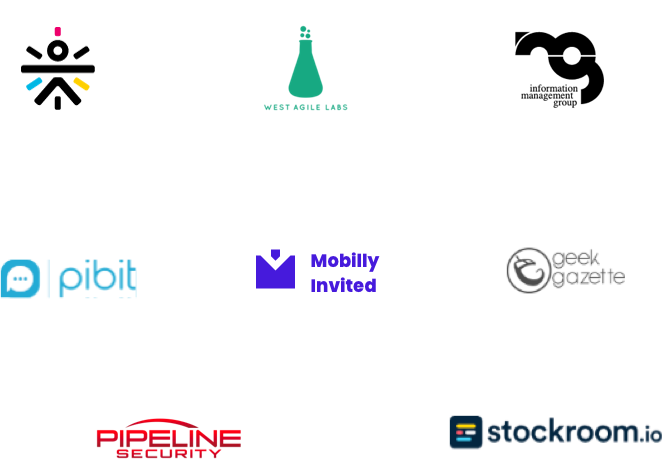 WEST AGILE LABS
information
management
group
pibit
Mobilly
Invited
geek
gazette
PIPELINE
SECURITY
stockroom.io